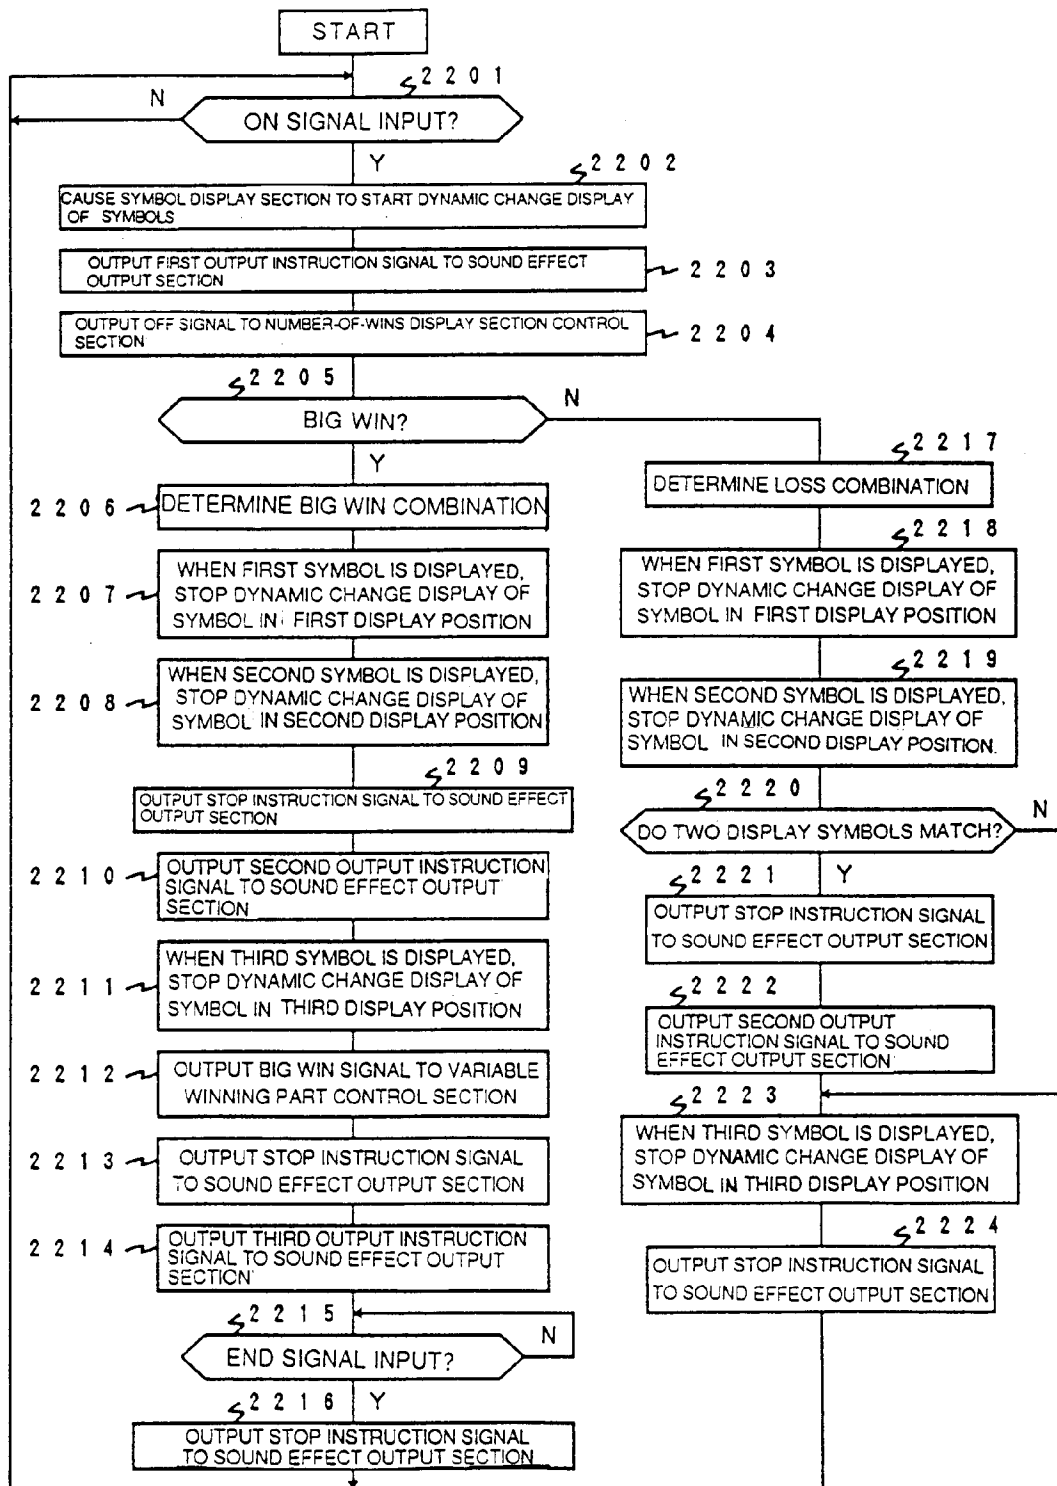 START
2201
N
ON SIGNAL INPUT?
Y
2202
CAUSE SYMBOL DISPLAY SECTION TO START DYNAMIC CHANGE DISPLAY
OF SYMBOLS
OUTPUT FIRST OUTPUT INSTRUCTION SIGNAL TO SOUND EFFECT
OUTPUT SECTION
2203
OUTPUT OFF SIGNAL TO NUMBER-OF-WINS DISPLAY SECTION CONTROL
SECTION
2204
2205
BIG WIN?
N
Y
2206
DETERMINE BIG WIN COMBINATION
2207
WHEN FIRST SYMBOL IS DISPLAYED,
STOP DYNAMIC CHANGE DISPLAY OF
SYMBOL IN FIRST DISPLAY POSITION
2208
WHEN SECOND SYMBOL IS DISPLAYED,
STOP DYNAMIC CHANGE DISPLAY OF
SYMBOL IN SECOND DISPLAY POSITION
2209
OUTPUT STOP INSTRUCTION SIGNAL TO SOUND EFFECT
OUTPUT SECTION
2210
OUTPUT SECOND OUTPUT INSTRUCTION
SIGNAL TO SOUND EFFECT OUTPUT
SECTION
2211
WHEN THIRD SYMBOL IS DISPLAYED,
STOP DYNAMIC CHANGE DISPLAY OF
SYMBOL IN THIRD DISPLAY POSITION
2212
OUTPUT BIG WIN SIGNAL TO VARIABLE
WINNING PART CONTROL SECTION
2213
OUTPUT STOP INSTRUCTION SIGNAL
TO SOUND EFFECT OUTPUT SECTION
2214
OUTPUT THIRD OUTPUT INSTRUCTION
SIGNAL TO SOUND EFFECT OUTPUT
SECTION
2215
N
END SIGNAL INPUT?
2216
Y
OUTPUT STOP INSTRUCTION SIGNAL
TO SOUND EFFECT OUTPUT SECTION
2217
DETERMINE LOSS COMBINATION
2218
WHEN FIRST SYMBOL IS DISPLAYED,
STOP DYNAMIC CHANGE DISPLAY OF
SYMBOL IN FIRST DISPLAY POSITION
2219
WHEN SECOND SYMBOL IS DISPLAYED,
STOP DYNAMIC CHANGE DISPLAY OF
SYMBOL IN SECOND DISPLAY POSITION.
2220
N
DO TWO DISPLAY SYMBOLS MATCH?
2221
Y
OUTPUT STOP INSTRUCTION SIGNAL
TO SOUND EFFECT OUTPUT SECTION
2222
OUTPUT SECOND OUTPUT
INSTRUCTION SIGNAL TO SOUND
EFFECT OUTPUT SECTION
2223
WHEN THIRD SYMBOL IS DISPLAYED,
STOP DYNAMIC CHANGE DISPLAY OF
SYMBOL IN THIRD DISPLAY POSITION
2224
OUTPUT STOP INSTRUCTION SIGNAL
TO SOUND EFFECT OUTPUT SECTION